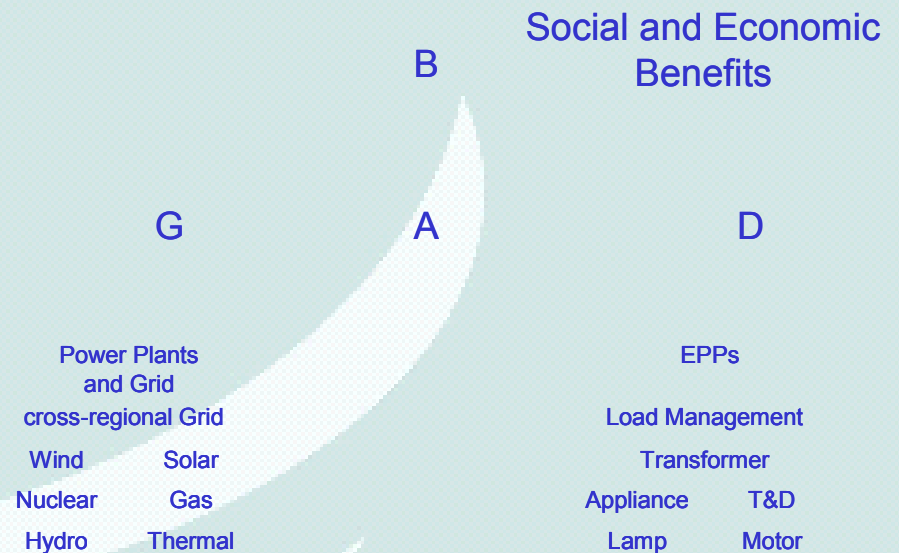 Social and Economic
Benefits
B
G A D
Power Plants
and Grid
cross-regional Grid
Wind Solar
Nuclear Gas
Hydro Thermal
EPPs
Load Management
Transformer
Appliance T&D
Lamp Motor